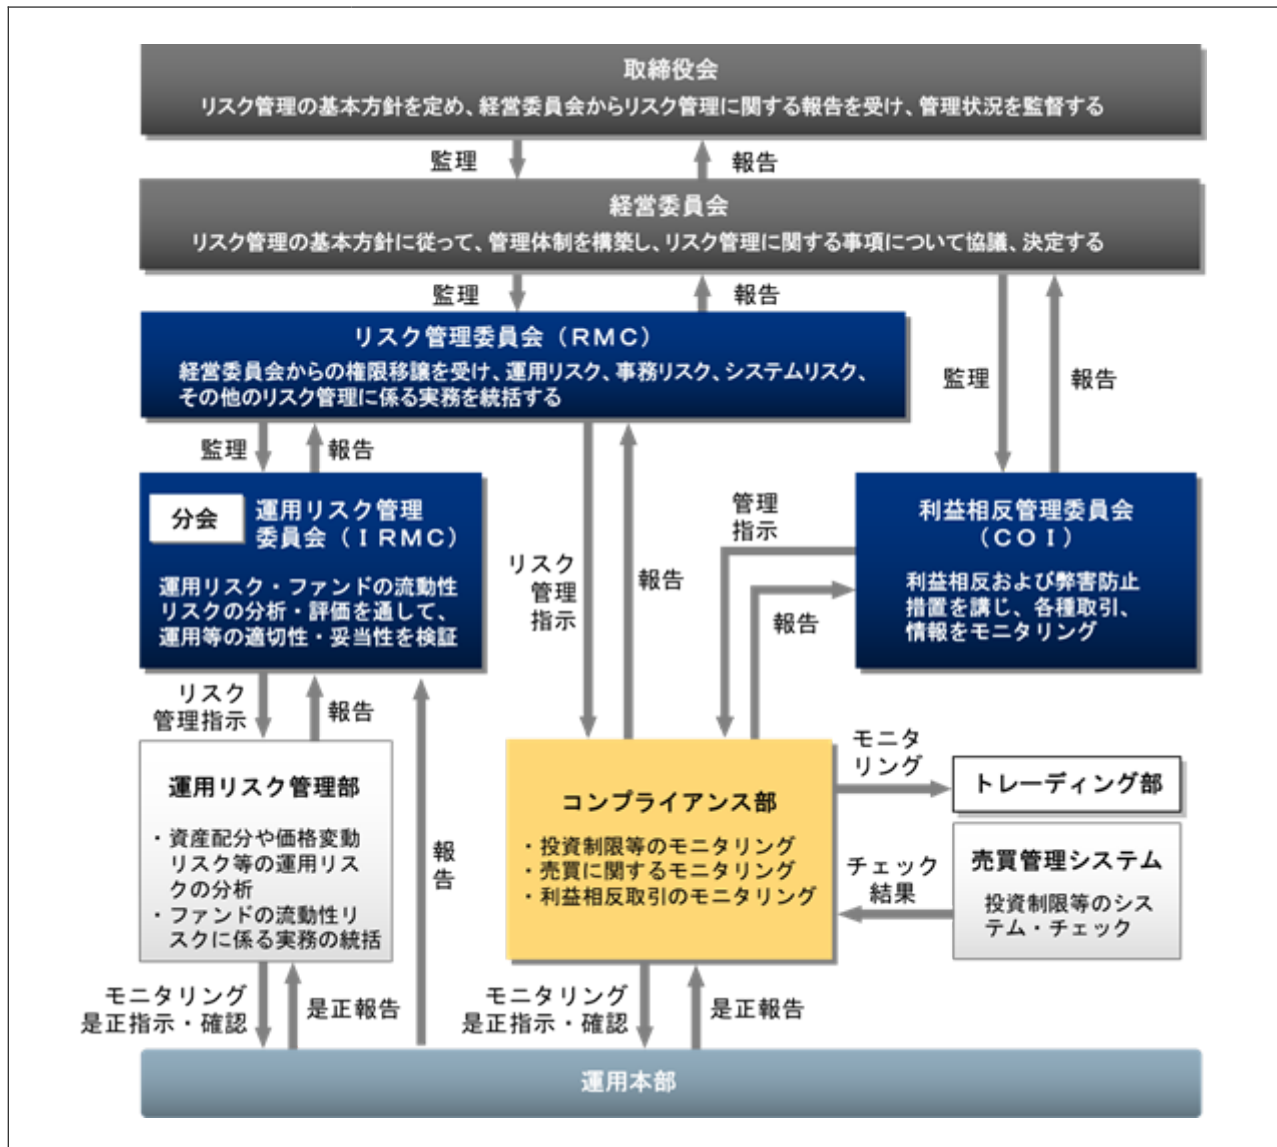 取締役会
リスク管理の基本方針を定め、経営委員会からリスク管理に関する報告を受け、管理状況を監督する
監理
報告
経営委員会
リスク管理の基本方針に従って、管理体制を構築し、リスク管理に関する事項について協議、決定する
監理
報告
リスク管理委員会（ＲＭＣ）
経営委員会からの権限移譲を受け、運用リスク、事務リスク、システムリスク、
その他のリスク管理に係る実務を統括する
監理
報告
監理
報告
分会
運用リスク管理
委員会（ＩＲＭＣ）
運用リスク・ファンドの流動性
リスクの分析・評価を通して、
運用等の適切性・妥当性を検証
リスク
管理
指示
報告
管理
指示
報告
利益相反管理委員会
（ＣＯＩ）
利益相反および弊害防止
措置を講じ、各種取引、
情報をモニタリング
リスク
管理指示
報告
運用リスク管理部
・資産配分や価格変動
リスク等の運用リス
クの分析
・ファンドの流動性リ
スクに係る実務の統括
報
告
コンプライアンス部
・投資制限等のモニタリング
・売買に関するモニタリング
・利益相反取引のモニタリング
モニタ
リング
トレーディング部
チェック
結果
売買管理システム
投資制限等のシス
テム・チェック
モニタリング
是正指示・確認
是正報告
モニタリング
是正指示・確認
是正報告
運用本部